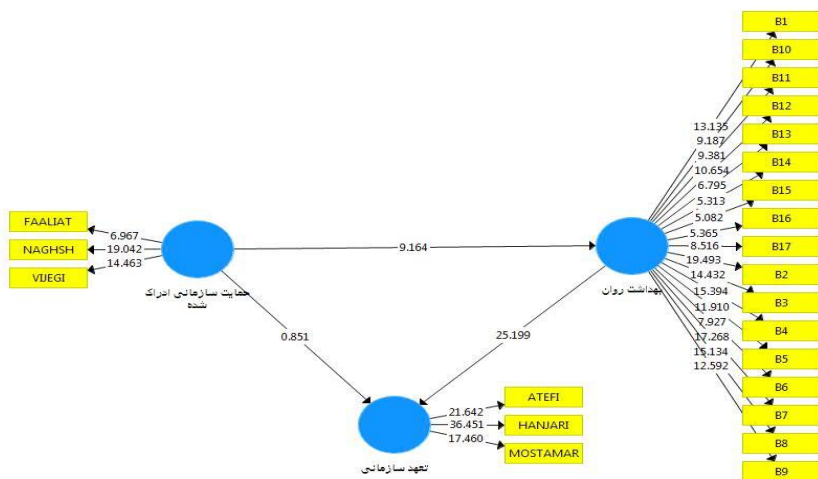 B1
B10
B11
B12
B13
B14
B15
B16
B17
B2
B3
B4
B5
B6
B7
B8
B9
13.135
9.187
9.381
10.654
6.795
5.313
5.082
5.365
8.516
19.493
14.432
15.394
11.910
7.927
17.268
15.134
12.592
FAALIAT
NAGHSH
VIJEGI
6.967
19.042
14.463
9.164
حمایت سازمانی ادراک
شده
بهداشت روان
0.851
25.199
ATEFI
HANJARI
MOSTAMAR
21.642
36.451
17.460
تعهد سازمانی